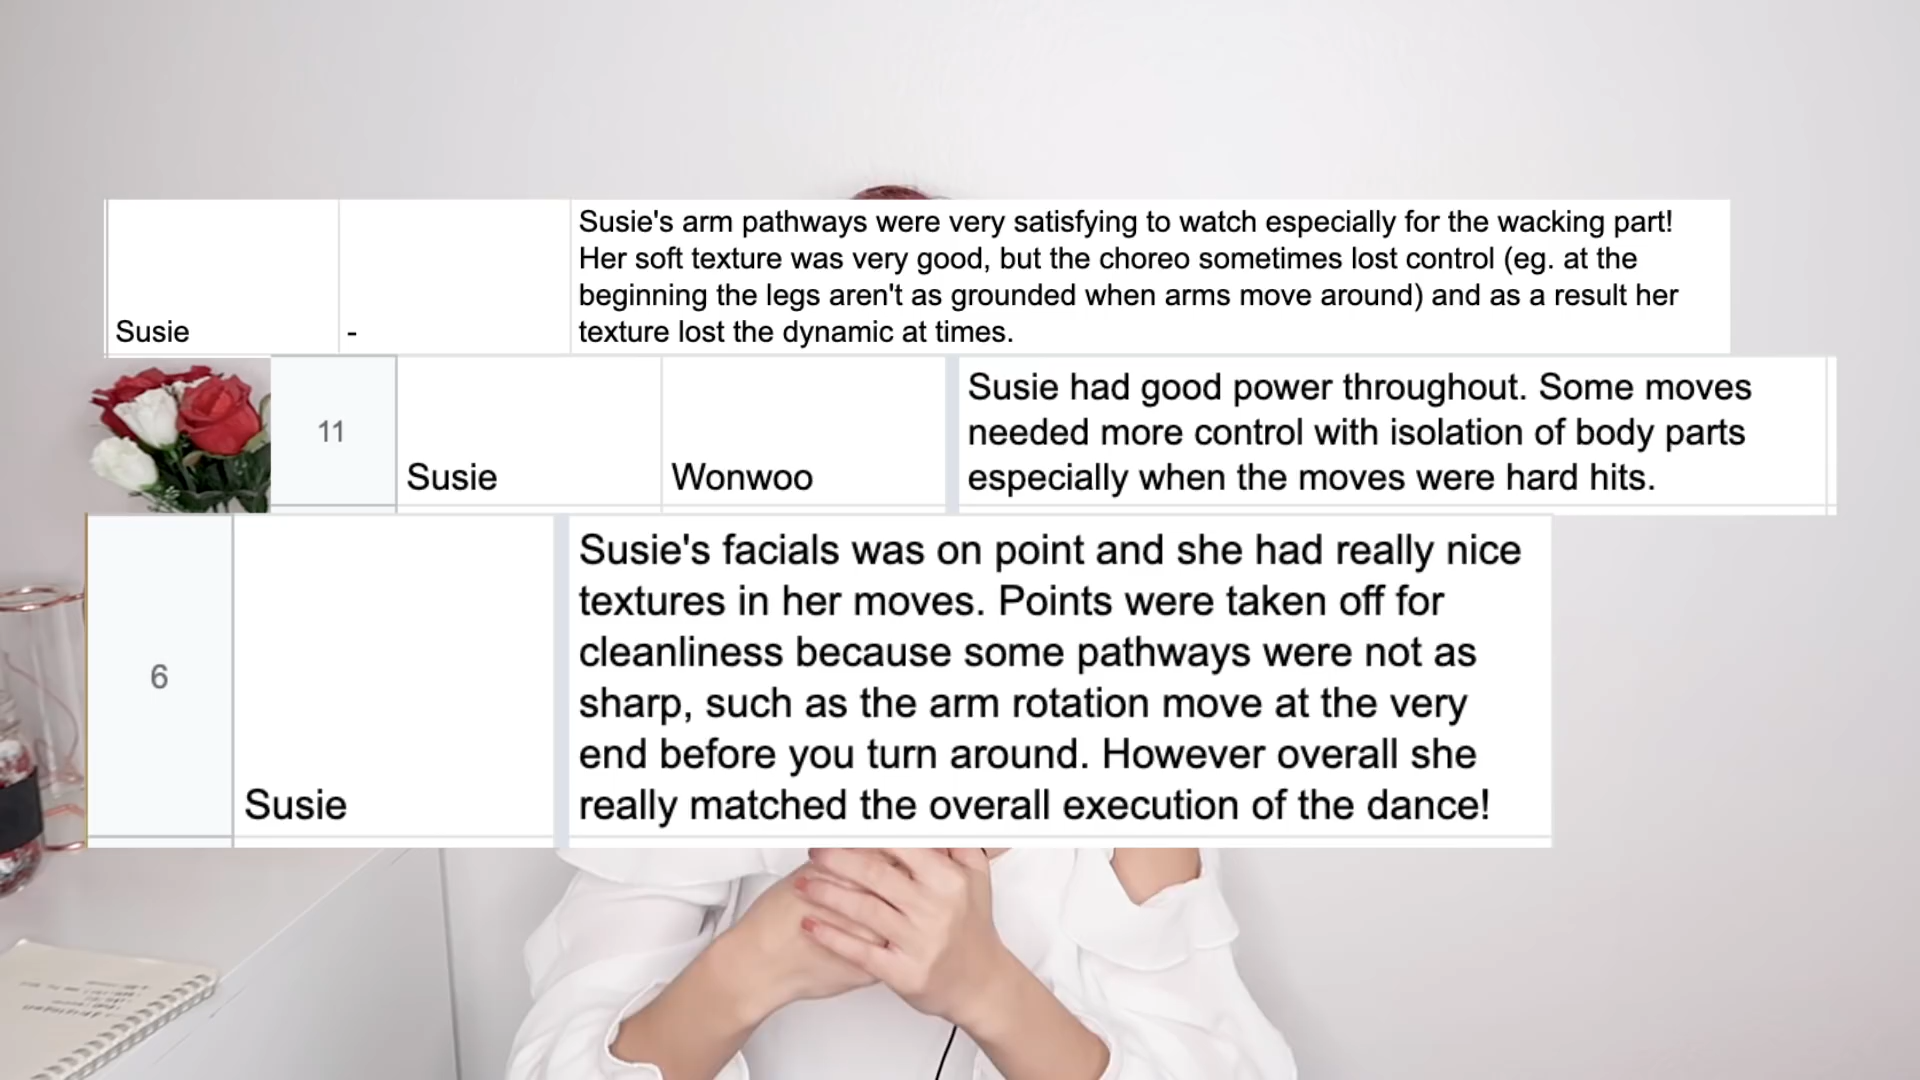 Susie's arm pathways were very satisfying to watch especially for the wacking part!
Her soft texture was very good, but the choreo sometimes lost control (eg. at the
beginning the legs aren't as grounded when arms move around) and as a result her
Susie - texture lost the dynamic at times.
Susie had good power throughout. Some moves
11 needed more control with isolation of body parts
Susie Wonwoo especially when the moves were hard hits.
Susie's facials was on point and she had really nice
textures in her moves. Points were taken off for
cleanliness because some pathways were not as
6
sharp, such as the arm rotation move at the very
end before you turn around. However overall she
Susie really matched the overall execution of the dance!